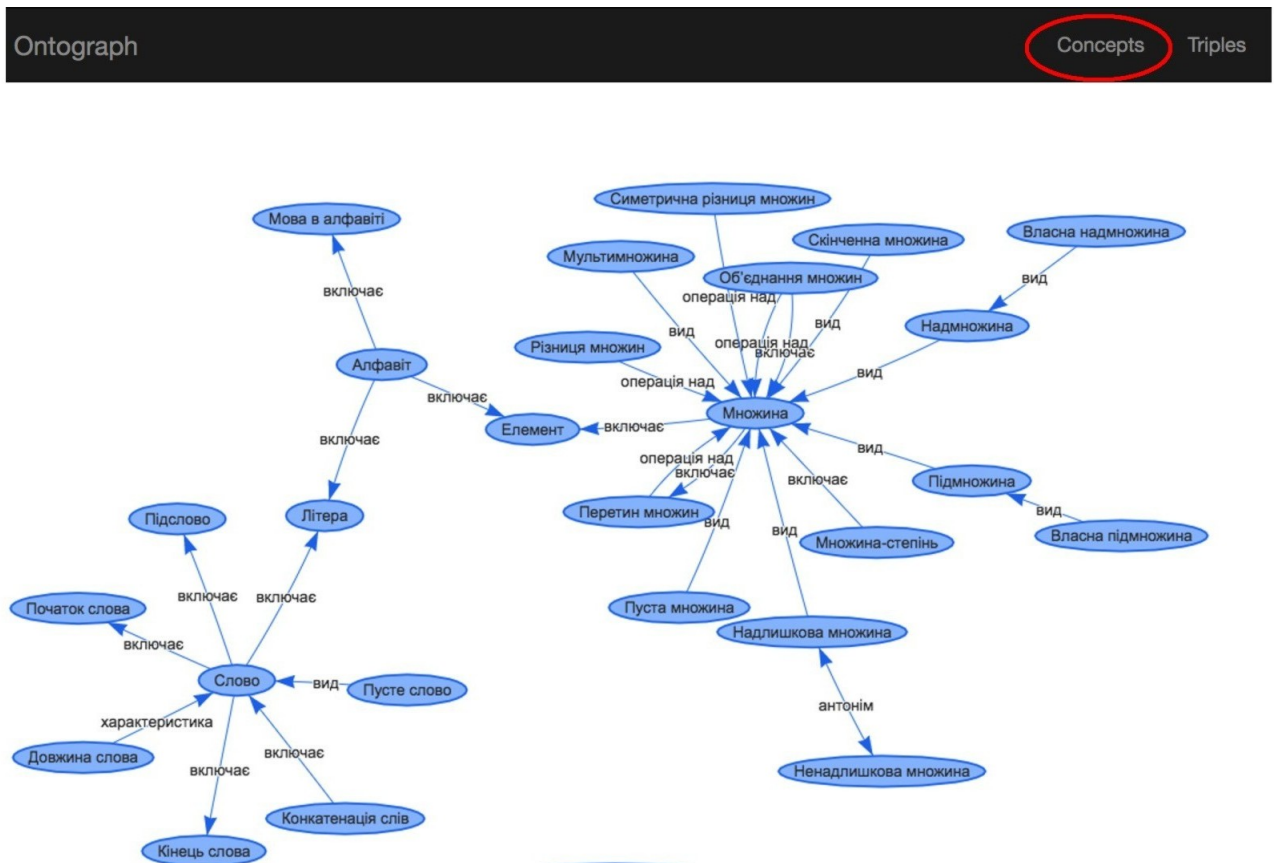 Ontograph
Concepts
Triples
Симетрична різниця множин
Мова в алфавіті
Власна надмножина
Скінченна множина
Мультимножина
Об'єднання множин
вид
включає
операція над
Надмножина
вид
вид
операція над
Різниця множин
включає
Алфавіт
вид
операція над
включає
Множина
Елемент
включає
включає
вид
операція над
включає
включає
Підмножина
вид
Літера
Підслово
Перетин множин
вид
вид
Власна підмножина
Множина-степінь
включає
включає
Початок слова
Пуста множина
Надлишкова множина
включає
Слово
вид
Пусте слово
антонім
характеристика
включає
Довжина слова
включає
Ненадлишкова множина
Конкатенація слів
Кінець слова